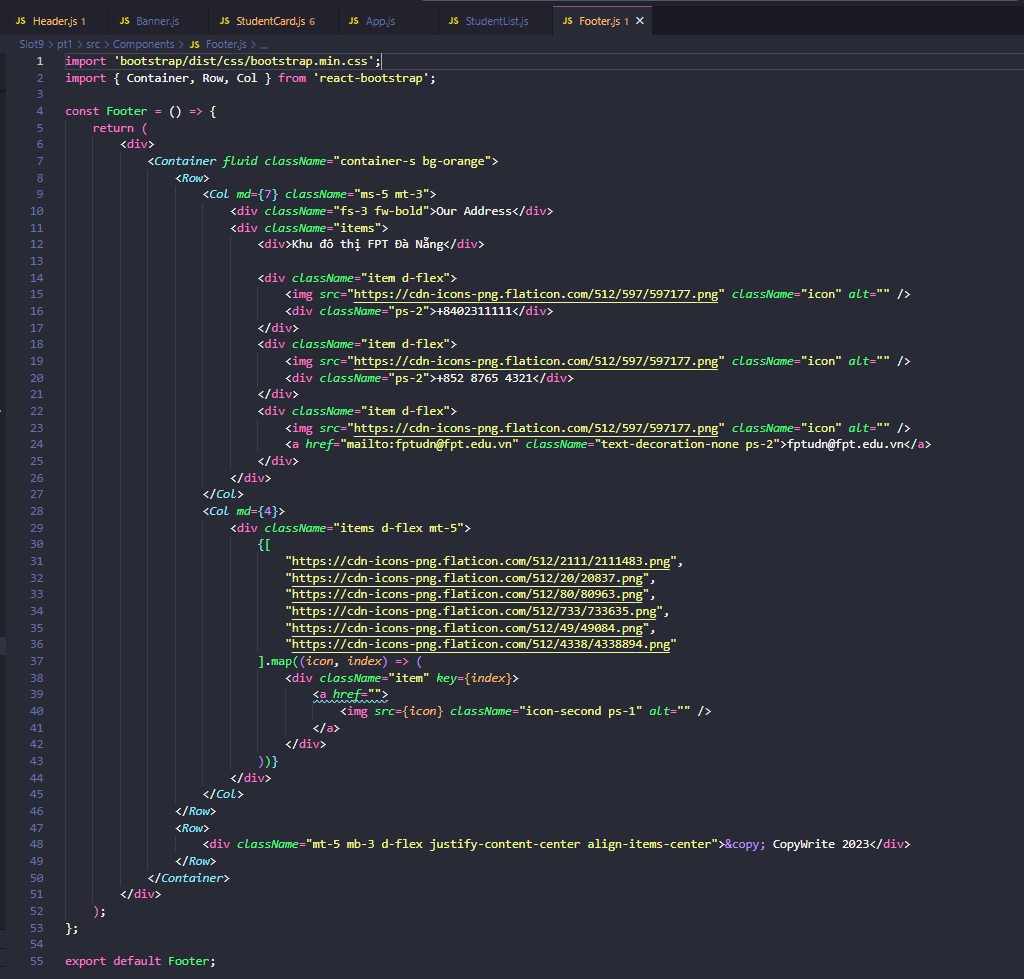 JS Header.js 1 JS Banner.js JS StudentCard.js 6 JS App.js JS StudentList.js JS Footer.js 1 ×
Slot9 > pt1 > src > Components > JS Footer.js > ...
1 import 'bootstrap/dist/css/bootstrap.min.css';
2 import { Container, Row, Col } from 'react-bootstrap';
3
4 const Footer = () => {
5     return (
6         <div>
7             <Container fluid className="container-s bg-orange">
8                 <Row>
9                     <Col md={7} className="ms-5 mt-3">
10                         <div className="fs-3 fw-bold">Our Address</div>
11                         <div className="items">
12                             <div>Khu đô thị FPT Đà Nẵng</div>
13
14                             <div className="item d-flex">
15                                 <img src="https://cdn-icons-png.flaticon.com/512/597/597177.png" className="icon" alt="" />
16                                 <div className="ps-2">+8402311111</div>
17                             </div>
18                             <div className="item d-flex">
19                                 <img src="https://cdn-icons-png.flaticon.com/512/597/597177.png" className="icon" alt="" />
20                                 <div className="ps-2">+852 8765 4321</div>
21                             </div>
22                             <div className="item d-flex">
23                                 <img src="https://cdn-icons-png.flaticon.com/512/597/597177.png" className="icon" alt="" />
24                                 <a href="mailto:fptudn@fpt.edu.vn" className="text-decoration-none ps-2">fptudn@fpt.edu.vn</a>
25                             </div>
26                         </div>
27                     </Col>
28                     <Col md={4}>
29                         <div className="items d-flex mt-5">
30                             {[
31                                 "https://cdn-icons-png.flaticon.com/512/2111/2111483.png",
32                                 "https://cdn-icons-png.flaticon.com/512/20/20837.png",
33                                 "https://cdn-icons-png.flaticon.com/512/80/80963.png",
34                                 "https://cdn-icons-png.flaticon.com/512/733/733635.png",
35                                 "https://cdn-icons-png.flaticon.com/512/49/49084.png",
36                                 "https://cdn-icons-png.flaticon.com/512/4338/4338894.png"
37                             ].map((icon, index) => (
38                                 <div className="item" key={index}>
39                                     <a href="">
40                                         <img src={icon} className="icon-second ps-1" alt="" />
41                                     </a>
42                                 </div>
43                             ))}
44                         </div>
45                     </Col>
46                 </Row>
47                 <Row>
48                     <div className="mt-5 mb-3 d-flex justify-content-center align-items-center">&copy; CopyWrite 2023</div>
49                 </Row>
50             </Container>
51         </div>
52     );
53 };
54
55 export default Footer;